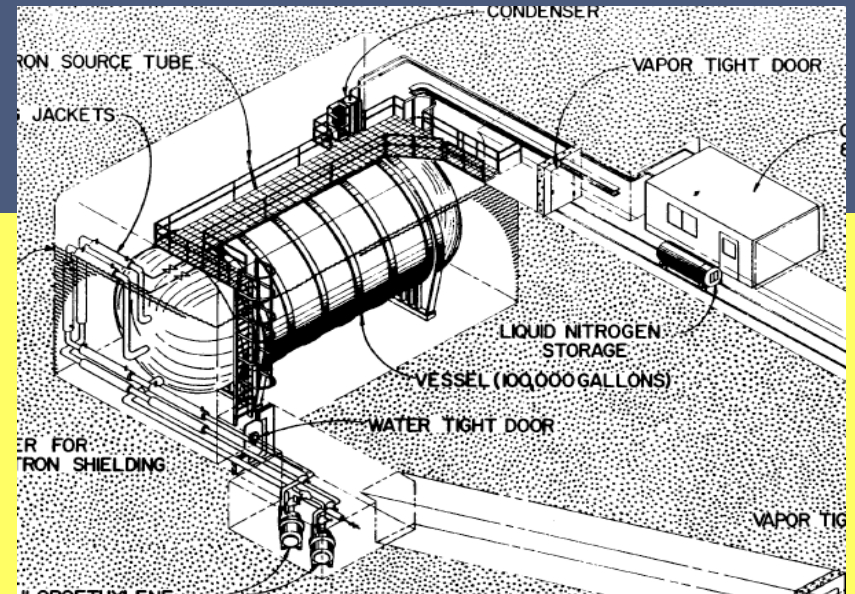 CONDENSER
RON SOURCE TUBE
VAPOR TIGHT DOOR
JACKETS
LIQUID NITROGEN
STORAGE
VESSEL (100,000 GALLONS)
WATER TIGHT DOOR
ER FOR
TRON SHIELDING
VAPOR TIG
LOROETHYLENE